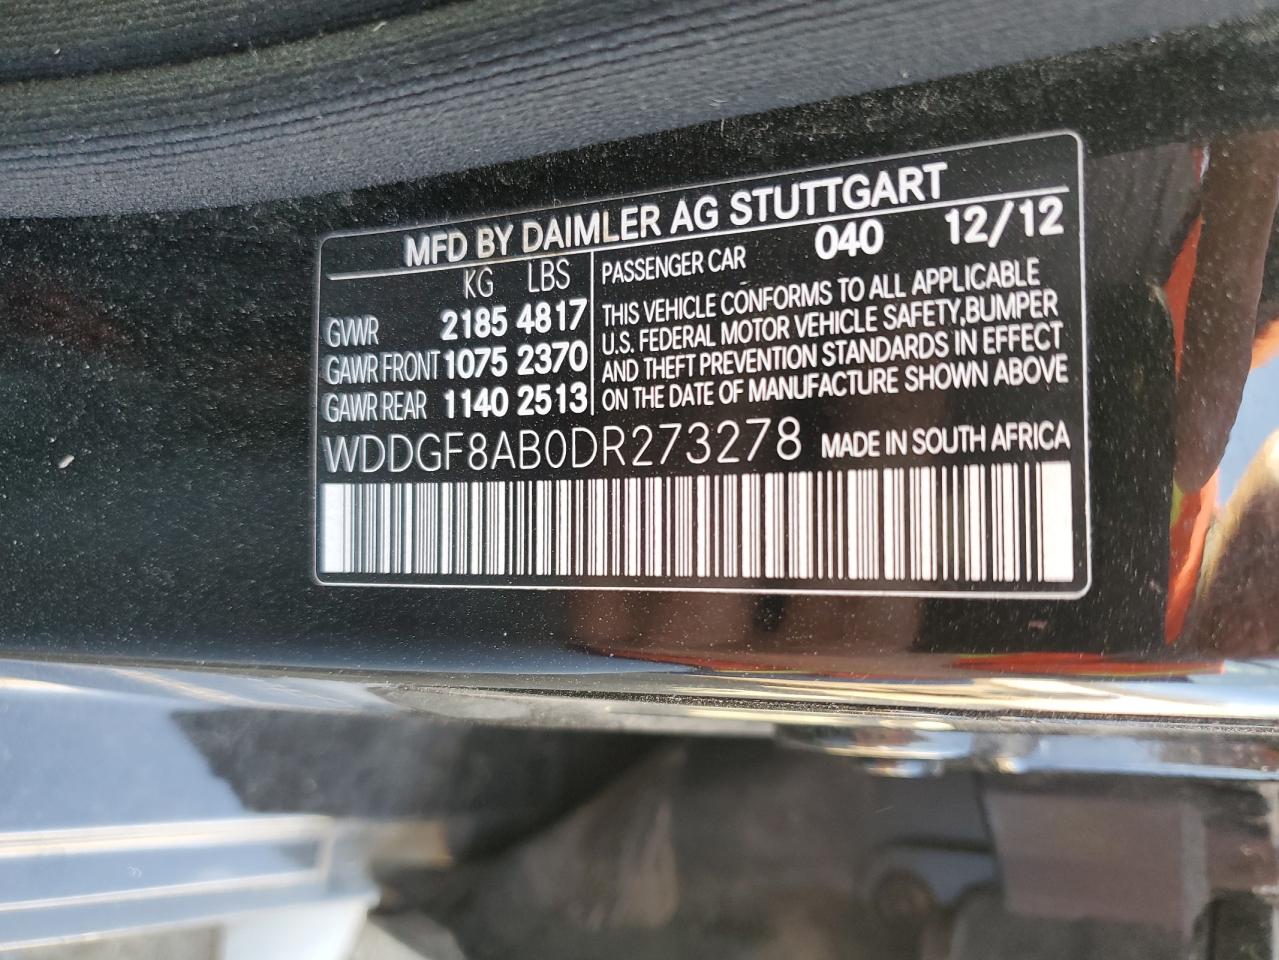 MFD BY DAIMLER AG STUTTGART
KG LBS
GVWR 2185 4817
GAWR FRONT 1075 2370
GAWR REAR 1140 2513
PASSENGER CAR 040 12/12
THIS VEHICLE CONFORMS TO ALL APPLICABLE
U.S. FEDERAL MOTOR VEHICLE SAFETY,BUMPER
AND THEFT PREVENTION STANDARDS IN EFFECT
ON THE DATE OF MANUFACTURE SHOWN ABOVE
WDDGF8AB0DR273278 MADE IN SOUTH AFRICA